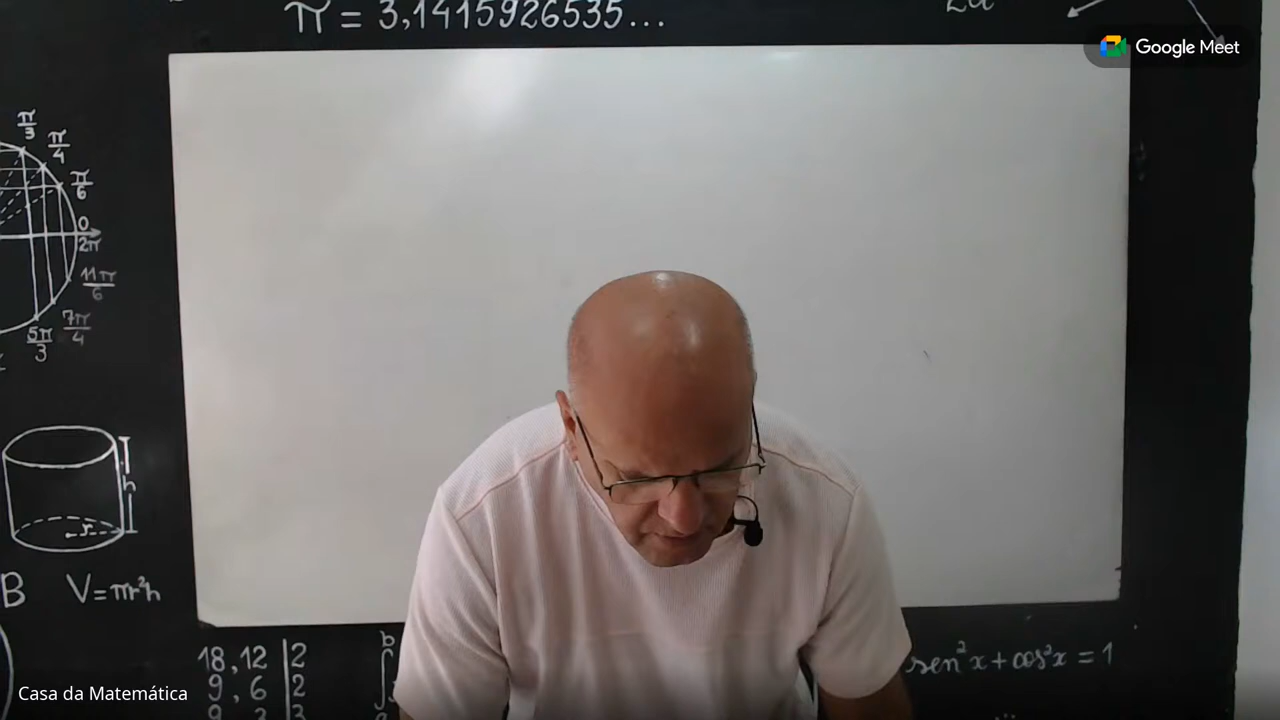 π = 3,1415926535...
2a
Google Meet
π/3
π/4
π/6
0
2π
11π/6
7π/4
5π/3
h
r
B
V=πr²h
18,12 | 2
9, 6 | 2
b
∫
sen²x + cos²x = 1
Casa da Matemática